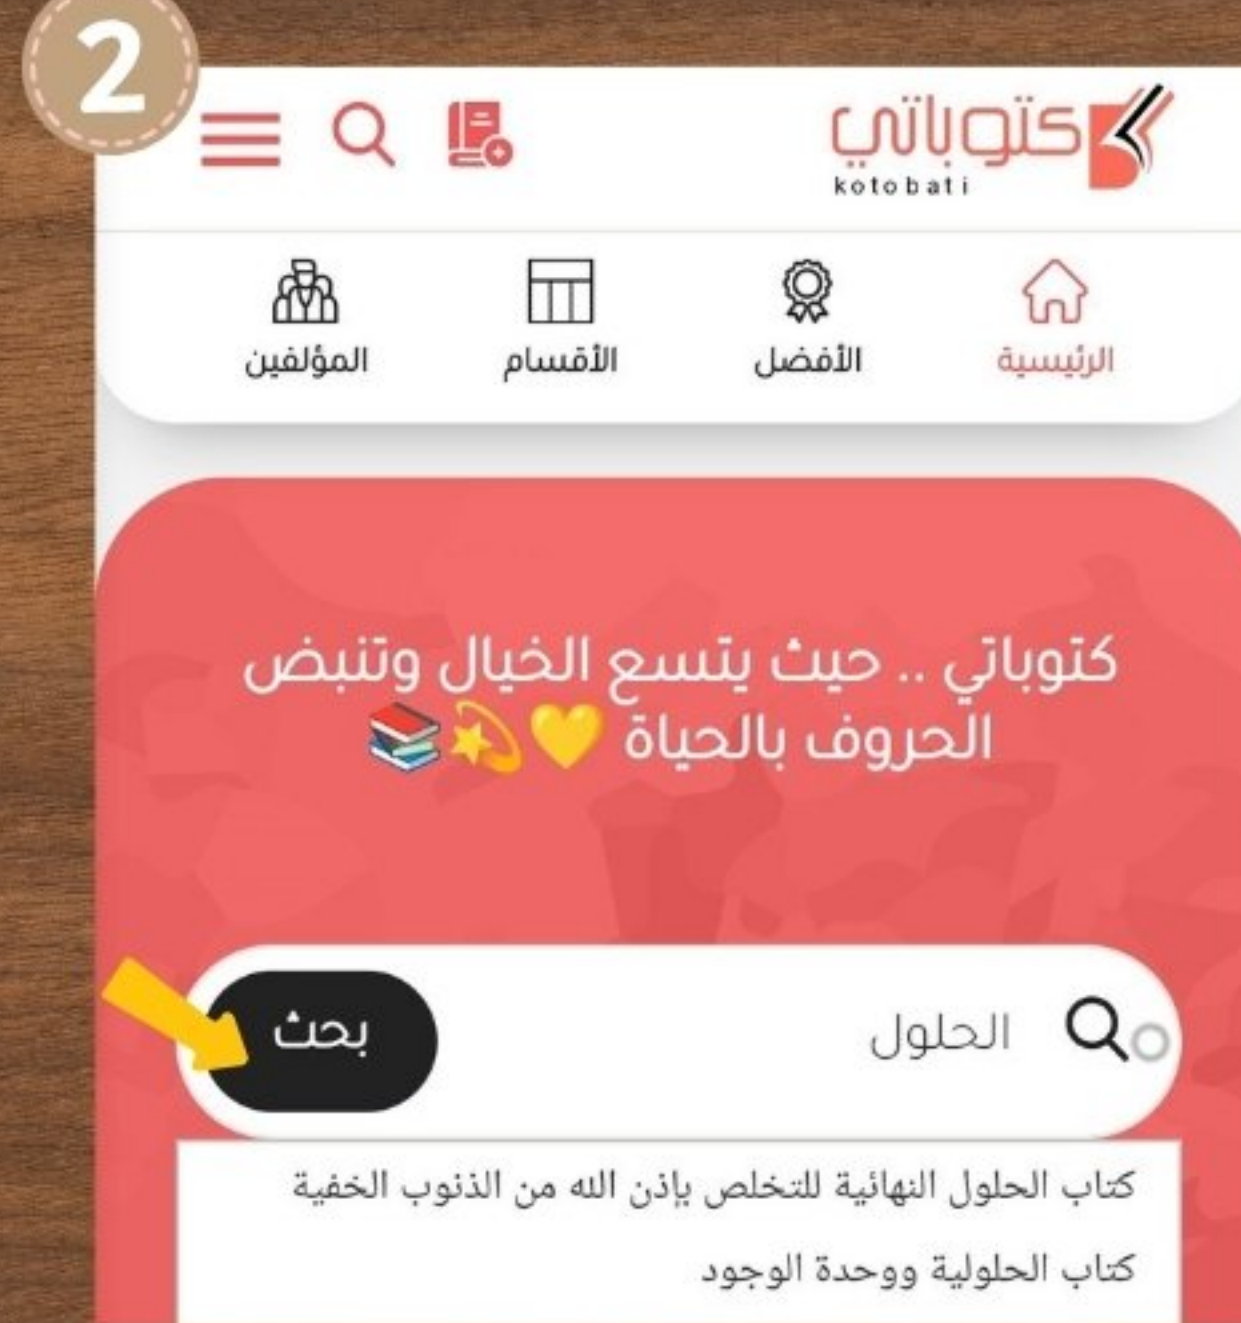 2
كتوباتي
kotobati
الرئيسية
الأفضل
الأقسام
المؤلفين
كتوباتي .. حيث يتسع الخيال وتنبض
الحروف بالحياة 💛💫📚
الحلول
بحث
كتاب الحلول النهائية للتخلص بإذن الله من الذنوب الخفية
كتاب الحلولية ووحدة الوجود